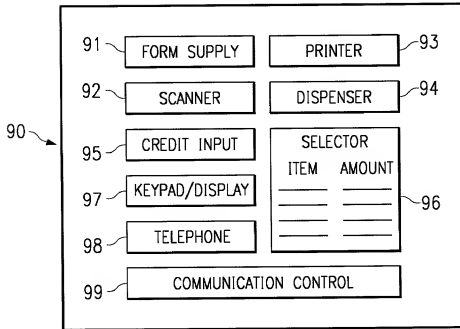 91 FORM SUPPLY PRINTER 93
92 SCANNER DISPENSER 94
90
95 CREDIT INPUT SELECTOR
ITEM AMOUNT
97 KEYPAD/DISPLAY 96
98 TELEPHONE
99 COMMUNICATION CONTROL